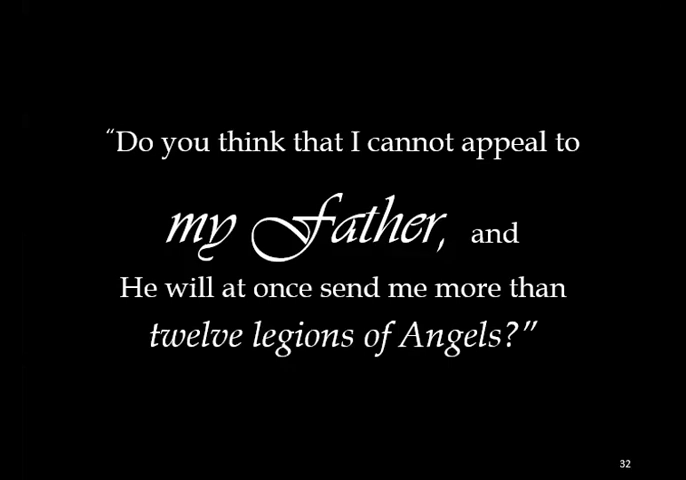 “Do you think that I cannot appeal to
my Father, and
He will at once send me more than
twelve legions of Angels?”
32